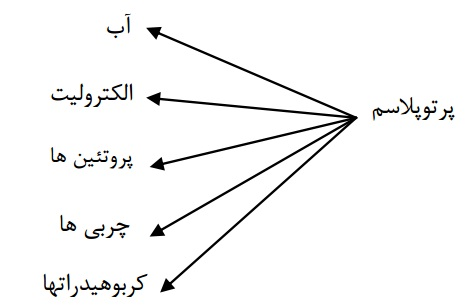 آب
الکترولیت
پرتوپلاسم
پروتئین ها
چربی ها
کربوهیدراتها